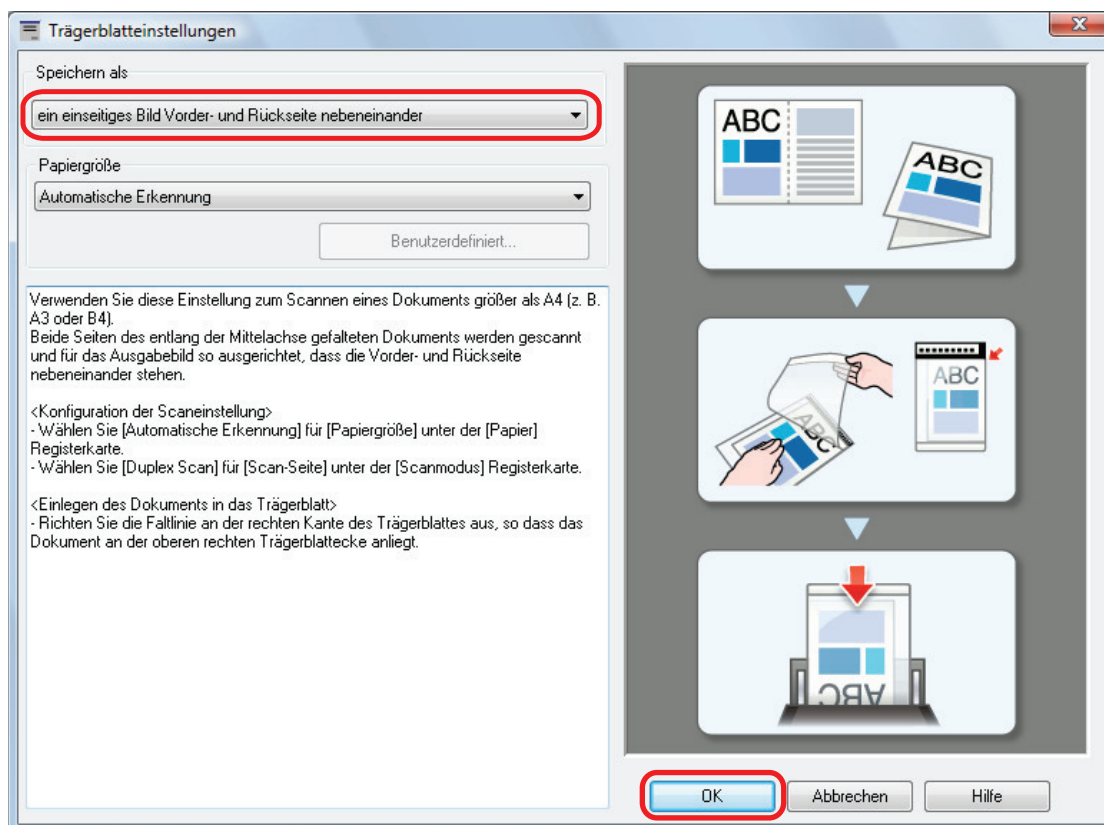 Trägerblatteinstellungen
Speichern als
ein einseitiges Bild Vorder- und Rückseite nebeneinander
Papiergröße
Automatische Erkennung
Benutzerdefiniert...
Verwenden Sie diese Einstellung zum Scannen eines Dokuments größer als A4 (z. B.
A3 oder B4).
Beide Seiten des entlang der Mittelachse gefalteten Dokuments werden gescannt
und für das Ausgabebild so ausgerichtet, dass die Vorder- und Rückseite
nebeneinander stehen.
<Konfiguration der Scaneinstellung>
- Wählen Sie [Automatische Erkennung] für [Papiergröße] unter der [Papier]
Registerkarte.
- Wählen Sie [Duplex Scan] für [Scan-Seite] unter der [Scanmodus] Registerkarte.
<Einlegen des Dokuments in das Trägerblatt>
- Richten Sie die Faltlinie an der rechten Kante des Trägerblattes aus, so dass das
Dokument an der oberen rechten Trägerblattecke anliegt.
ABC
ABC
ABC
ABC
ABC
OK
Abbrechen
Hilfe